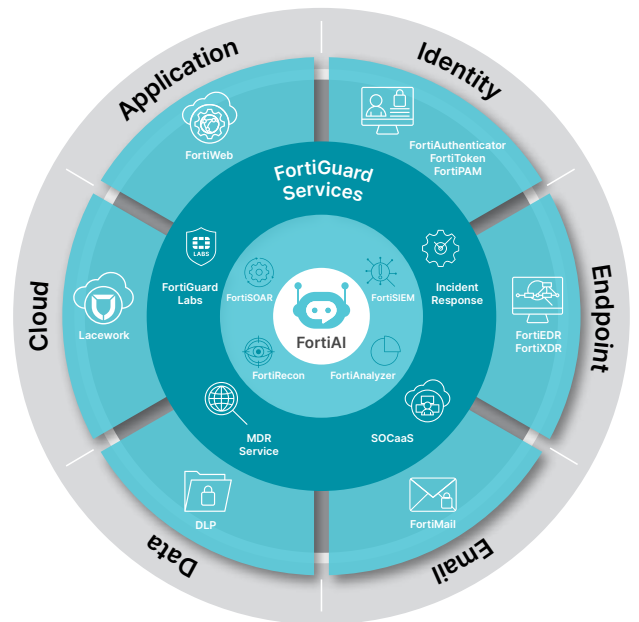 Application
Identity
FortiWeb
FortiAuthenticator
FortiToken
FortiPAM
FortiGuard
Services
LABS
FortiGuard
Labs
Incident
Response
FortiSOAR
FortiSIEM
FortiAI
FortiRecon
FortiAnalyzer
Cloud
Lacework
Endpoint
FortiEDR
FortiXDR
MDR
Service
SOCaaS
DLP
FortiMail
Data
Email